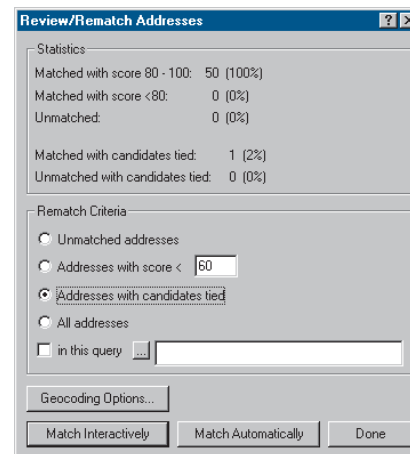 Review/Rematch Addresses ? X
Statistics
Matched with score 80 - 100: 50 (100%)
Matched with score <80: 0 (0%)
Unmatched: 0 (0%)
Matched with candidates tied: 1 (2%)
Unmatched with candidates tied: 0 (0%)
Rematch Criteria
Unmatched addresses
Addresses with score < 60
Addresses with candidates tied
All addresses
in this query ...
Geocoding Options...
Match Interactively Match Automatically Done